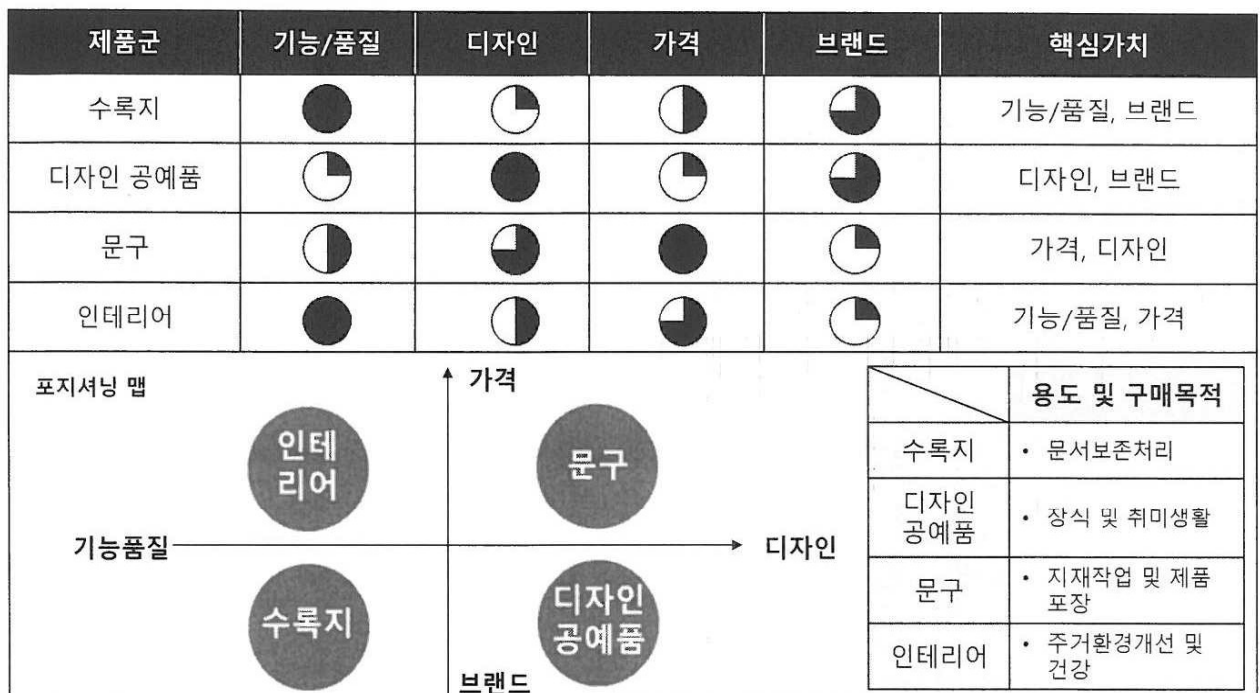 제품군 기능/품질 디자인 가격 브랜드 핵심가치
수록지 기능/품질, 브랜드
디자인 공예품 디자인, 브랜드
문구 가격, 디자인
인테리어 기능/품질, 가격
포지셔닝 맵
가격
인테
리어
문구
기능품질
디자인
수록지
디자인
공예품
브랜드
용도 및 구매목적
수록지 • 문서보존처리
디자인
공예품
• 장식 및 취미생활
문구
• 지재작업 및 제품
포장
인테리어
• 주거환경개선 및
건강